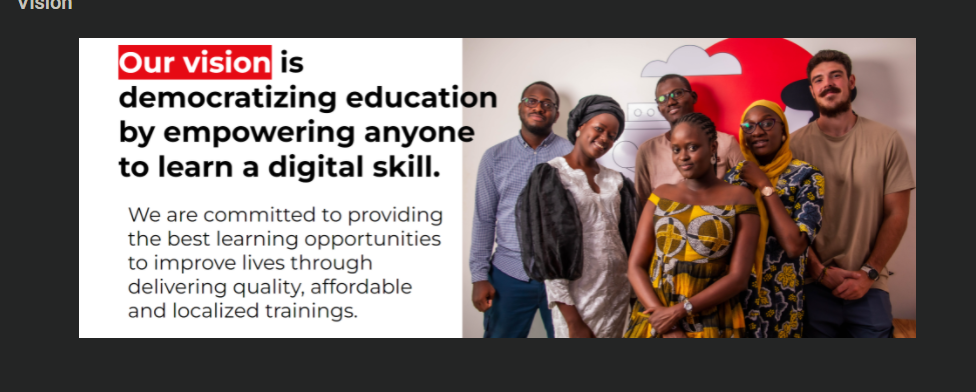 Vision
Our vision is
democratizing education
by empowering anyone
to learn a digital skill.
We are committed to providing
the best learning opportunities
to improve lives through
delivering quality, affordable
and localized trainings.